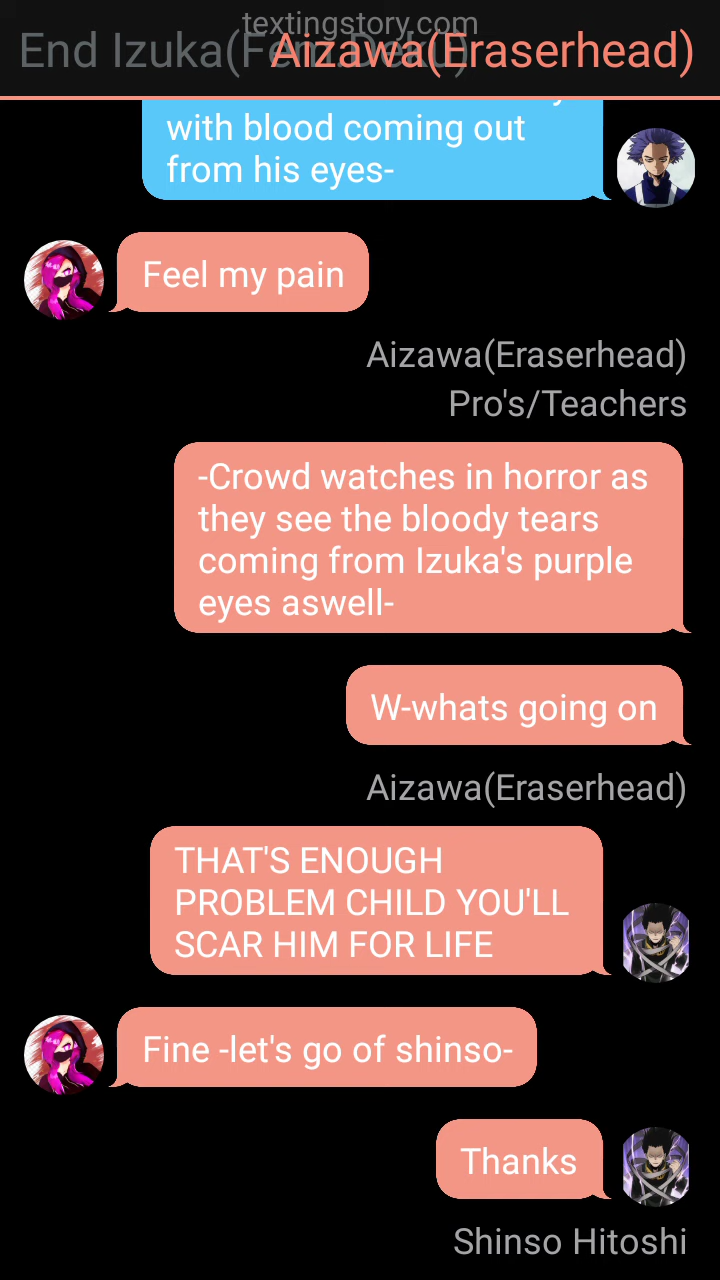 textingstory.com
End Izuka(Fem.Deku)
Aizawa(Eraserhead)
with blood coming out
from his eyes-
Feel my pain
Aizawa(Eraserhead)
Pro's/Teachers
-Crowd watches in horror as
they see the bloody tears
coming from Izuka's purple
eyes aswell-
W-whats going on
Aizawa(Eraserhead)
THAT'S ENOUGH
PROBLEM CHILD YOU'LL
SCAR HIM FOR LIFE
Fine -let's go of shinso-
Thanks
Shinso Hitoshi